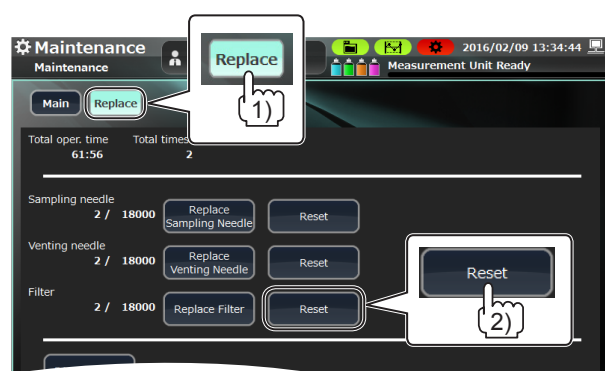 Maintenance
Maintenance
Replace
1)
2016/02/09 13:34:44
Measurement Unit Ready
Main
Replace
Total oper. time
Total times
61:56
2
Sampling needle
2 / 18000
Replace
Sampling Needle
Reset
Venting needle
2 / 18000
Replace
Venting Needle
Reset
Filter
2 / 18000
Replace Filter
Reset
Reset
2)